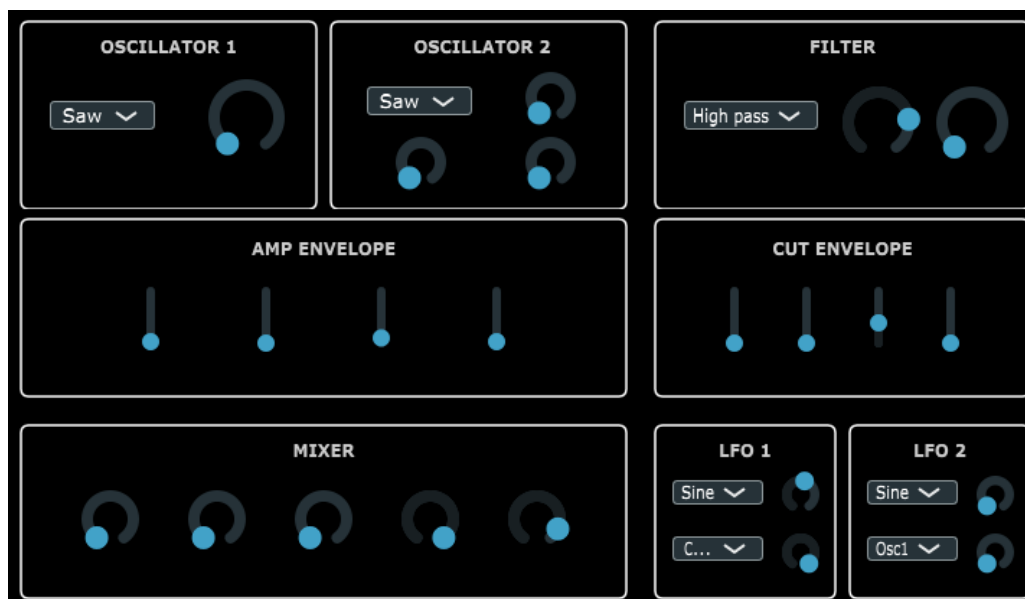 OSCILLATOR 1
Saw
OSCILLATOR 2
Saw
FILTER
High pass
AMP ENVELOPE
CUT ENVELOPE
MIXER
LFO 1
Sine
C...
LFO 2
Sine
Osc1